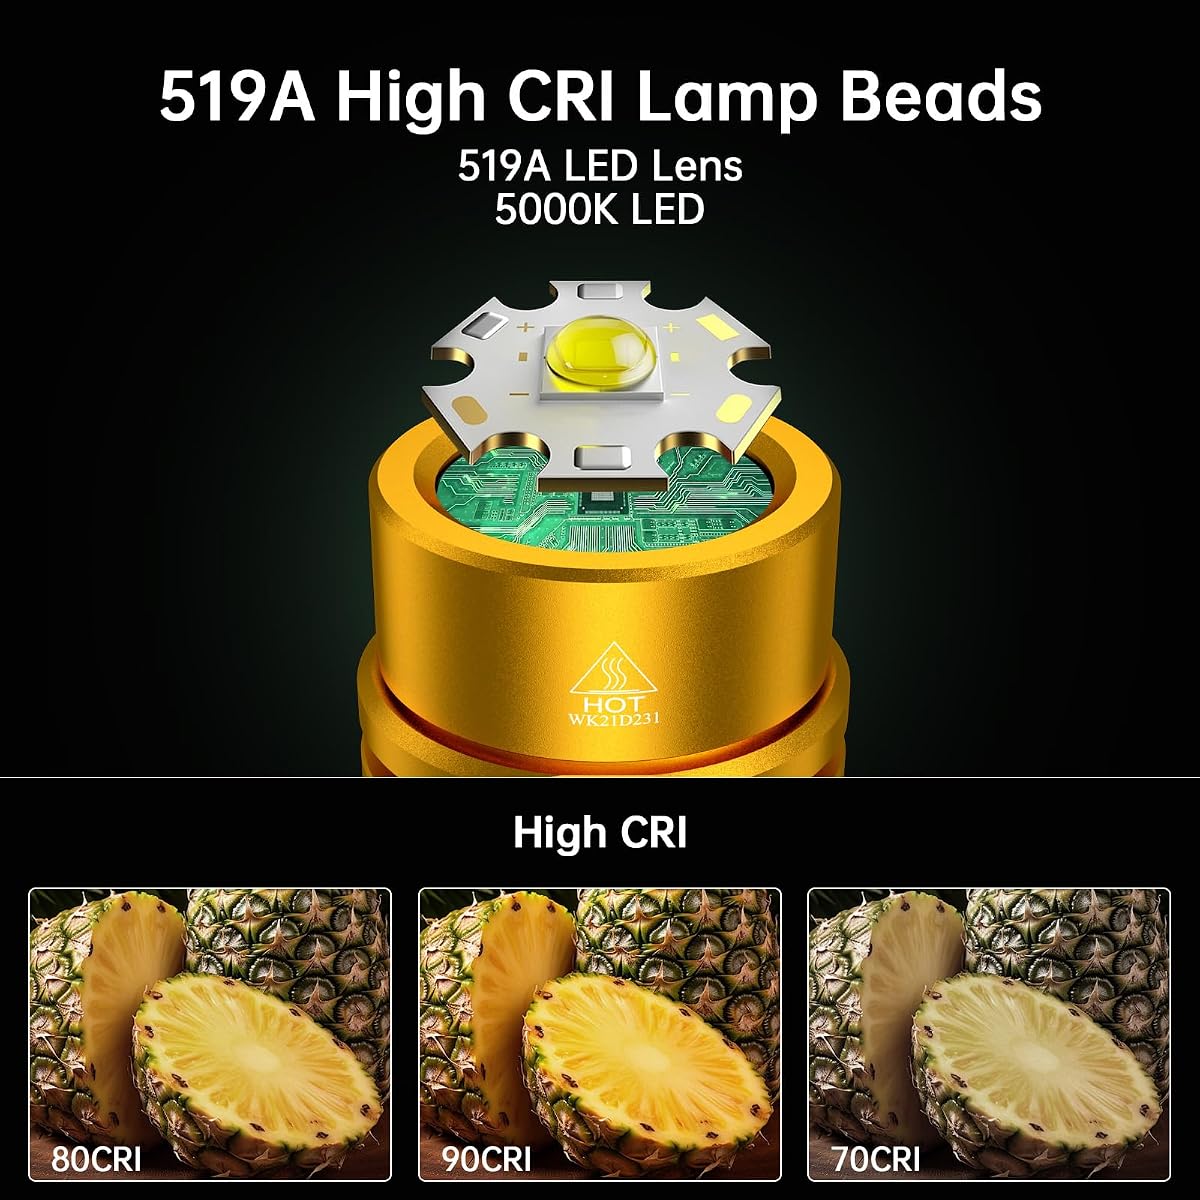 519A High CRI Lamp Beads
519A LED Lens
5000K LED
HOT
WK21D231
High CRI
80CRI
90CRI
70CRI